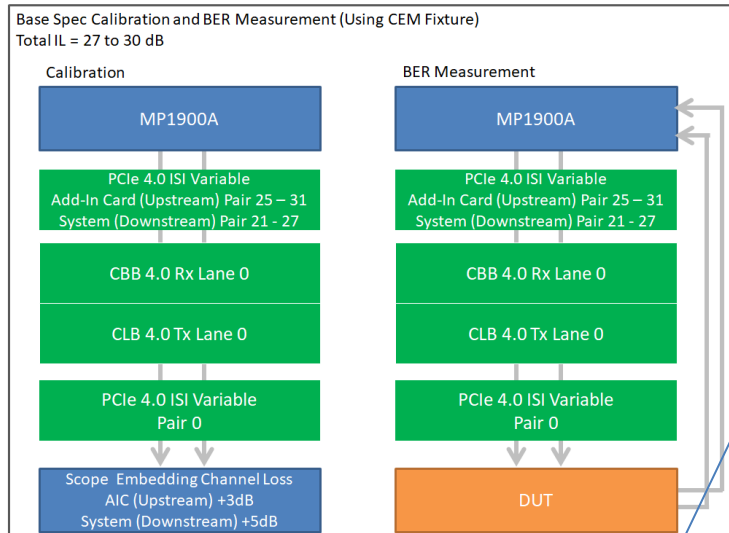 Base Spec Calibration and BER Measurement (Using CEM Fixture)
Total IL = 27 to 30 dB
Calibration
MP1900A
PCIe 4.0 ISI Variable
Add-In Card (Upstream) Pair 25 – 31
System (Downstream) Pair 21 - 27
CBB 4.0 Rx Lane 0
CLB 4.0 Tx Lane 0
PCIe 4.0 ISI Variable
Pair 0
Scope Embedding Channel Loss
AIC (Upstream) +3dB
System (Downstream) +5dB
BER Measurement
MP1900A
PCIe 4.0 ISI Variable
Add-In Card (Upstream) Pair 25 – 31
System (Downstream) Pair 21 - 27
CBB 4.0 Rx Lane 0
CLB 4.0 Tx Lane 0
PCIe 4.0 ISI Variable
Pair 0
DUT